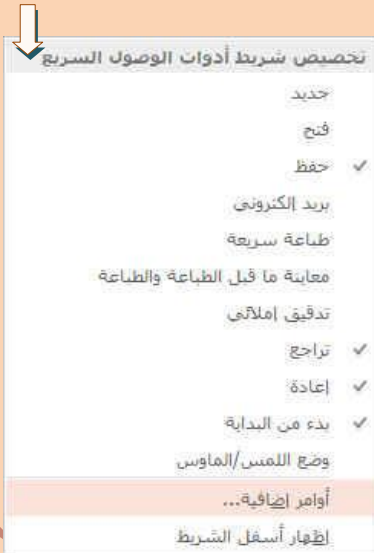 تخصيص شريط أدوات الوصول السريع
جديد
فتح
حفظ
بريد إلكتروني
طباعة سريعة
معاينة ما قبل الطباعة والطباعة
تدقيق إملائي
تراجع
إعادة
بدء من البداية
وضع اللمس/الماوس
أوامر إضافية...
إظهار أسفل الشريط